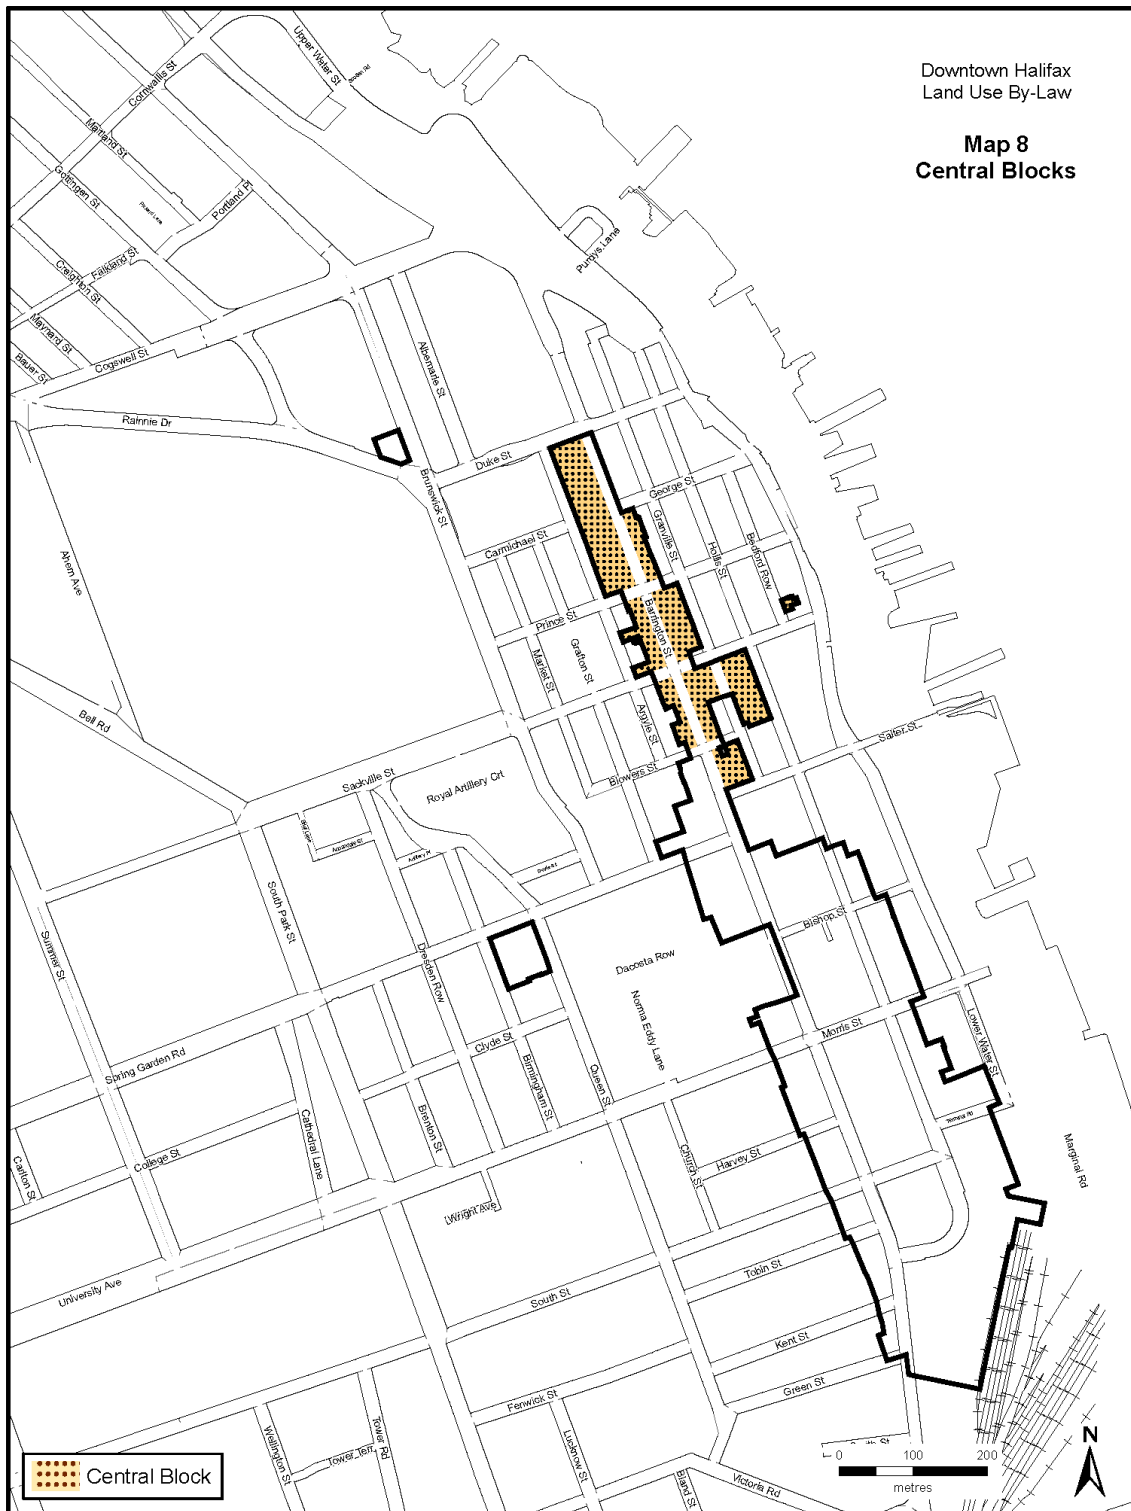 Downtown Halifax
Land Use By-Law
Map 8
Central Blocks
Upper Water St
Cornwallis St
Maitland St
Gottingen St
Portland Pl
Creighton St
Falkland St
Maynard St
Bauer St
Cogswell St
Rainnie Dr
Albemarle St
Purdys Lane
Duke St
Brunswick St
George St
Granville St
Hollis St
Bedford Row
Carmichael St
Ahern Ave
Prince St
Barrington St
Grafton St
Market St
Argyle St
Bell Rd
Sackville St
Royal Artillery Crt
Blowers St
Salter St
Artillery Pl
South Park St
Summer St
Dresden Row
Bishop St
Dacosta Row
Norma Eddy Lane
Morris St
Lower Water St
Clyde St
Spring Garden Rd
Birmingham St
Queen St
Brenton St
Cathedral Lane
College St
Carlton St
Church St
Harvey St
Terminal Rd
Marginal Rd
Wright Ave
University Ave
South St
Tobin St
Kent St
Green St
Fenwick St
Wellington St
Tower Terr
Tower Rd
Lucknow St
Bland St
Victoria Rd
Central Block
0 100 200
metres
N